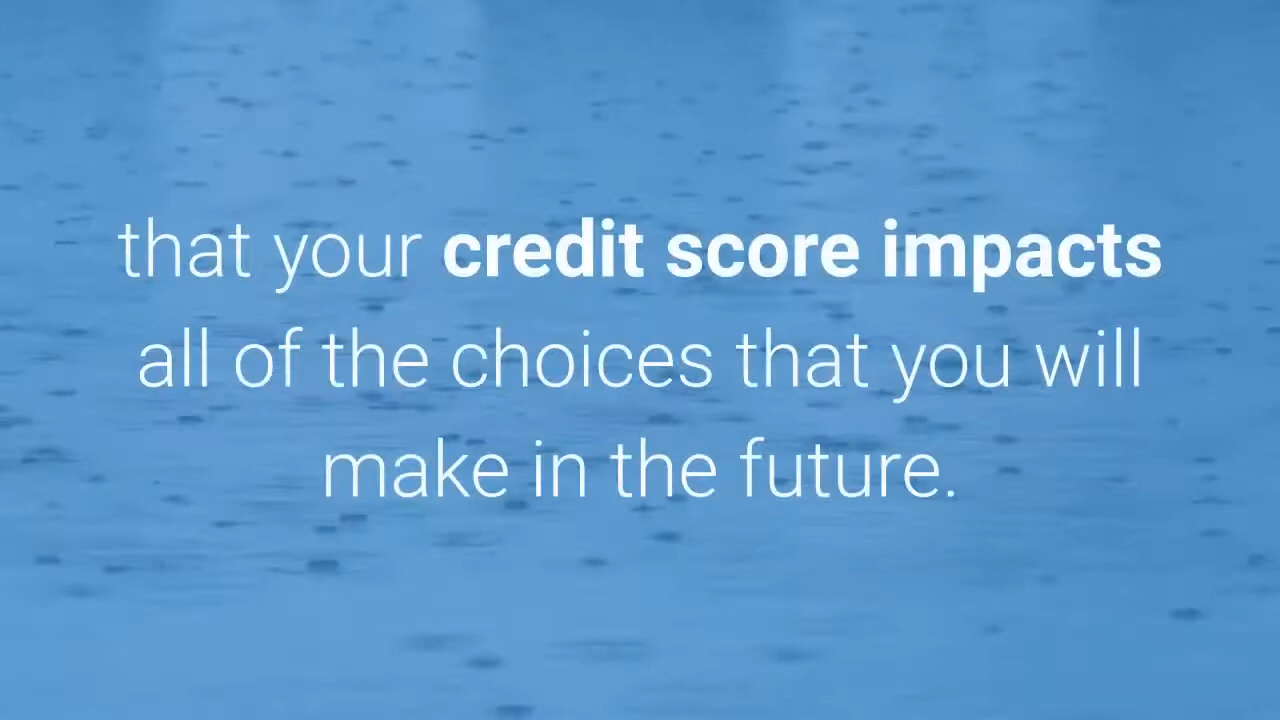 that your credit score impacts
all of the choices that you will
make in the future.